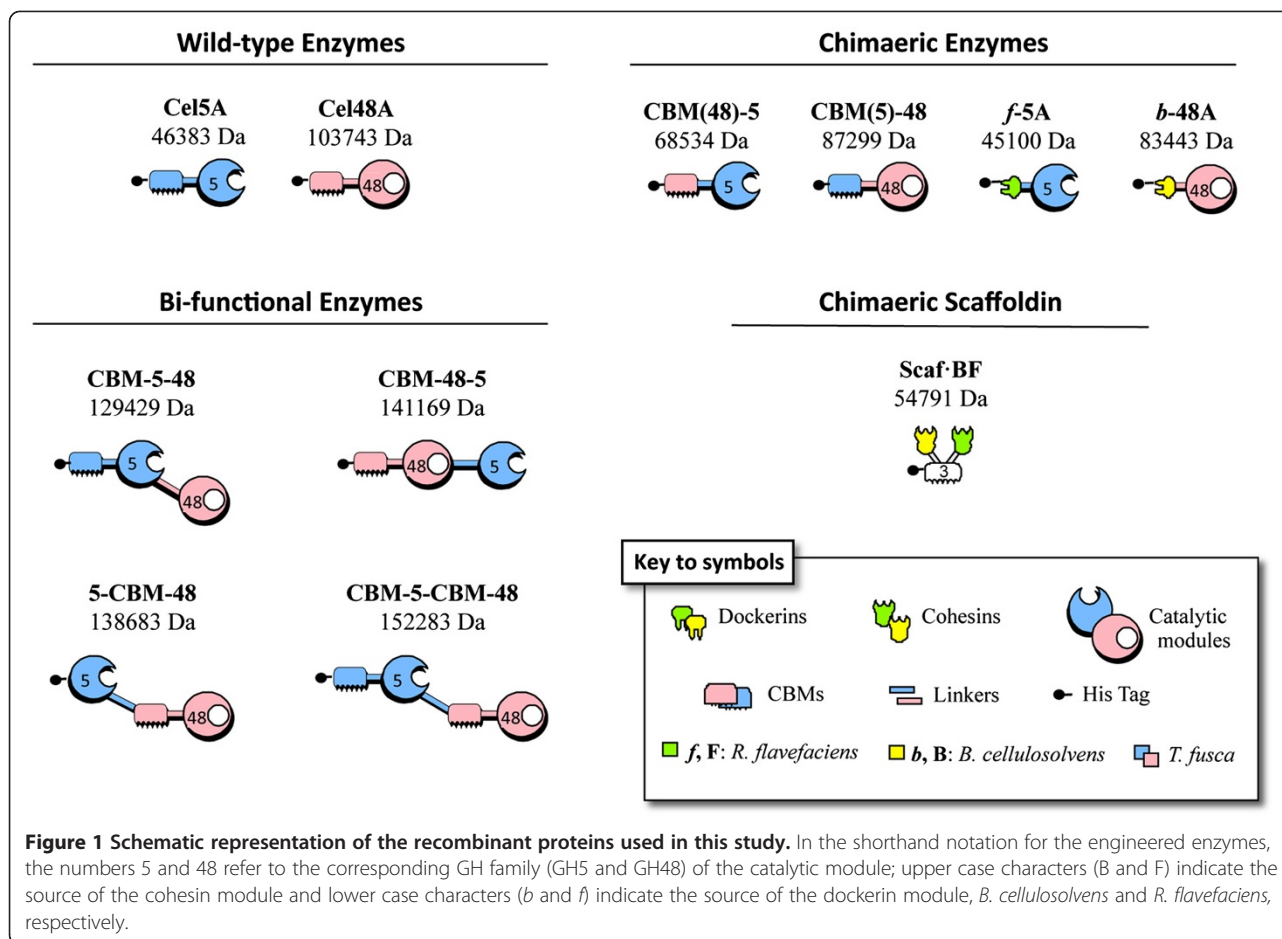 Wild-type Enzymes
Cel5A
46383 Da
5
Cel48A
103743 Da
48
Chimaeric Enzymes
CBM(48)-5
68534 Da
5
CBM(5)-48
87299 Da
48
f-5A
45100 Da
5
b-48A
83443 Da
48
Bi-functional Enzymes
CBM-5-48
129429 Da
5
48
CBM-48-5
141169 Da
48
5
5-CBM-48
138683 Da
5
48
CBM-5-CBM-48
152283 Da
5
48
Chimaeric Scaffoldin
Scaf·BF
54791 Da
3
Key to symbols
Dockerins
Cohesins
Catalytic
modules
CBMs
Linkers
His Tag
f, F: R. flavefaciens
b, B: B. cellulosolvens
T. fusca
Figure 1 Schematic representation of the recombinant proteins used in this study. In the shorthand notation for the engineered enzymes,
the numbers 5 and 48 refer to the corresponding GH family (GH5 and GH48) of the catalytic module; upper case characters (B and F) indicate the
source of the cohesin module and lower case characters (b and f) indicate the source of the dockerin module, B. cellulosolvens and R. flavefaciens,
respectively.